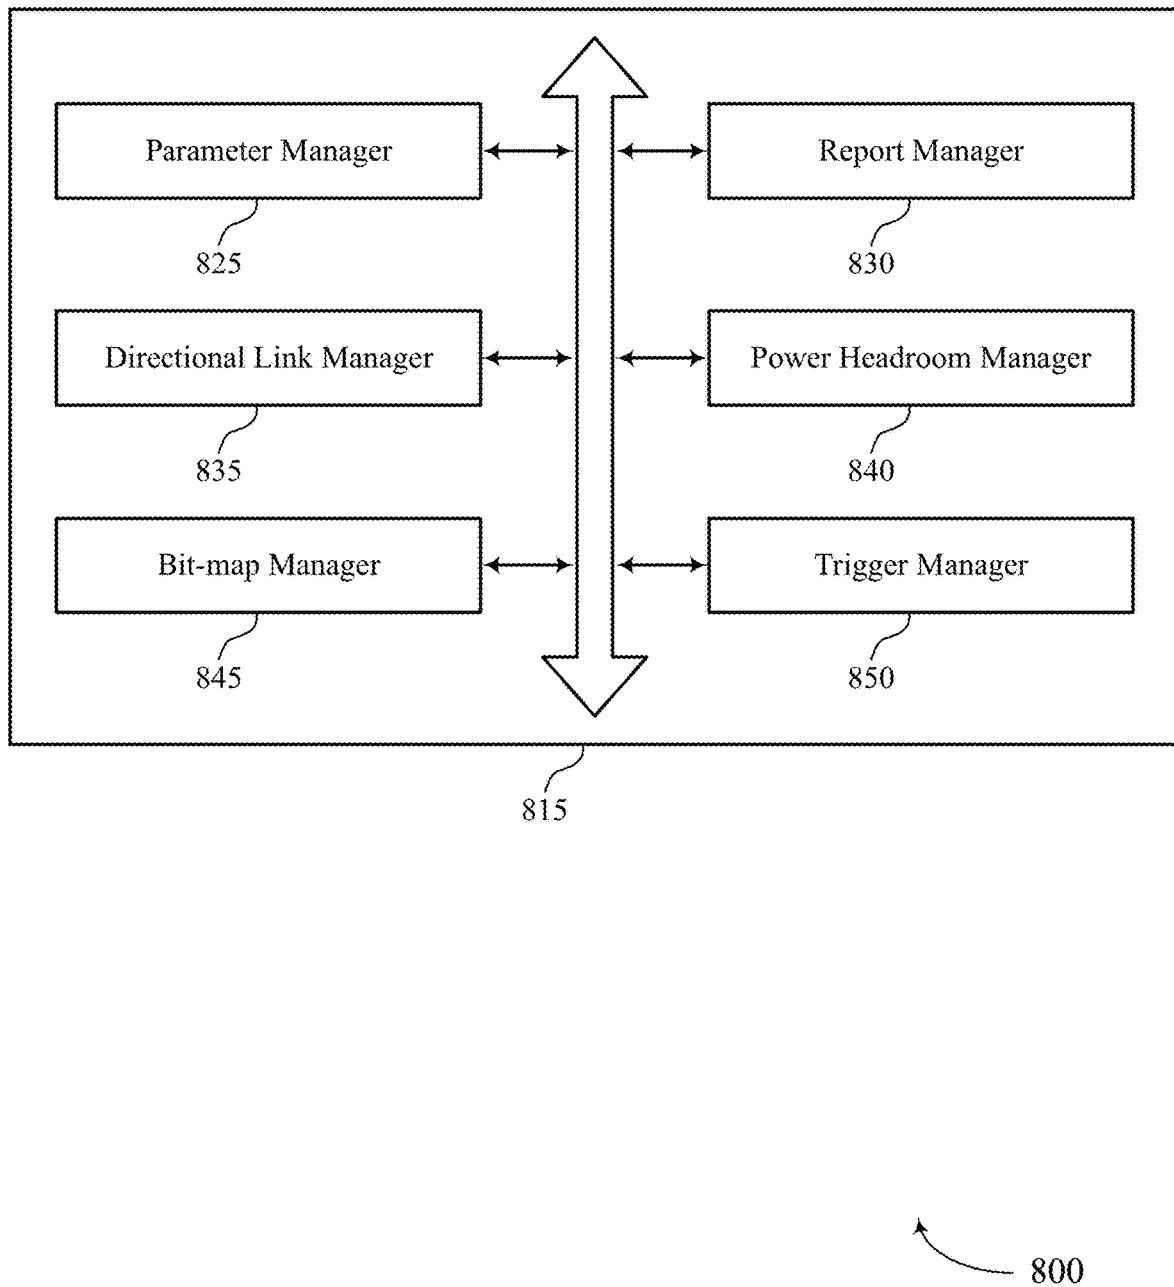 Parameter Manager
Report Manager
825
830
Directional Link Manager
Power Headroom Manager
835
840
Bit-map Manager
Trigger Manager
845
850
815
800